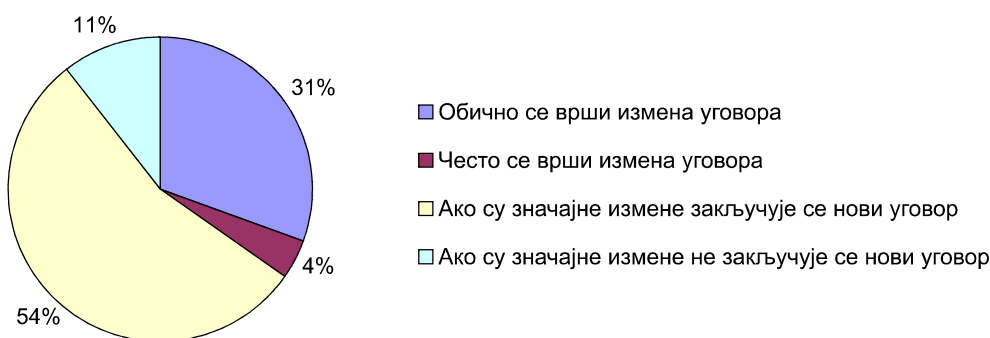 11%
31%
4%
54%
Обично се врши измена уговора
Често се врши измена уговора
Ако су значајне измене закључује се нови уговор
Ако су значајне измене не закључује се нови уговор